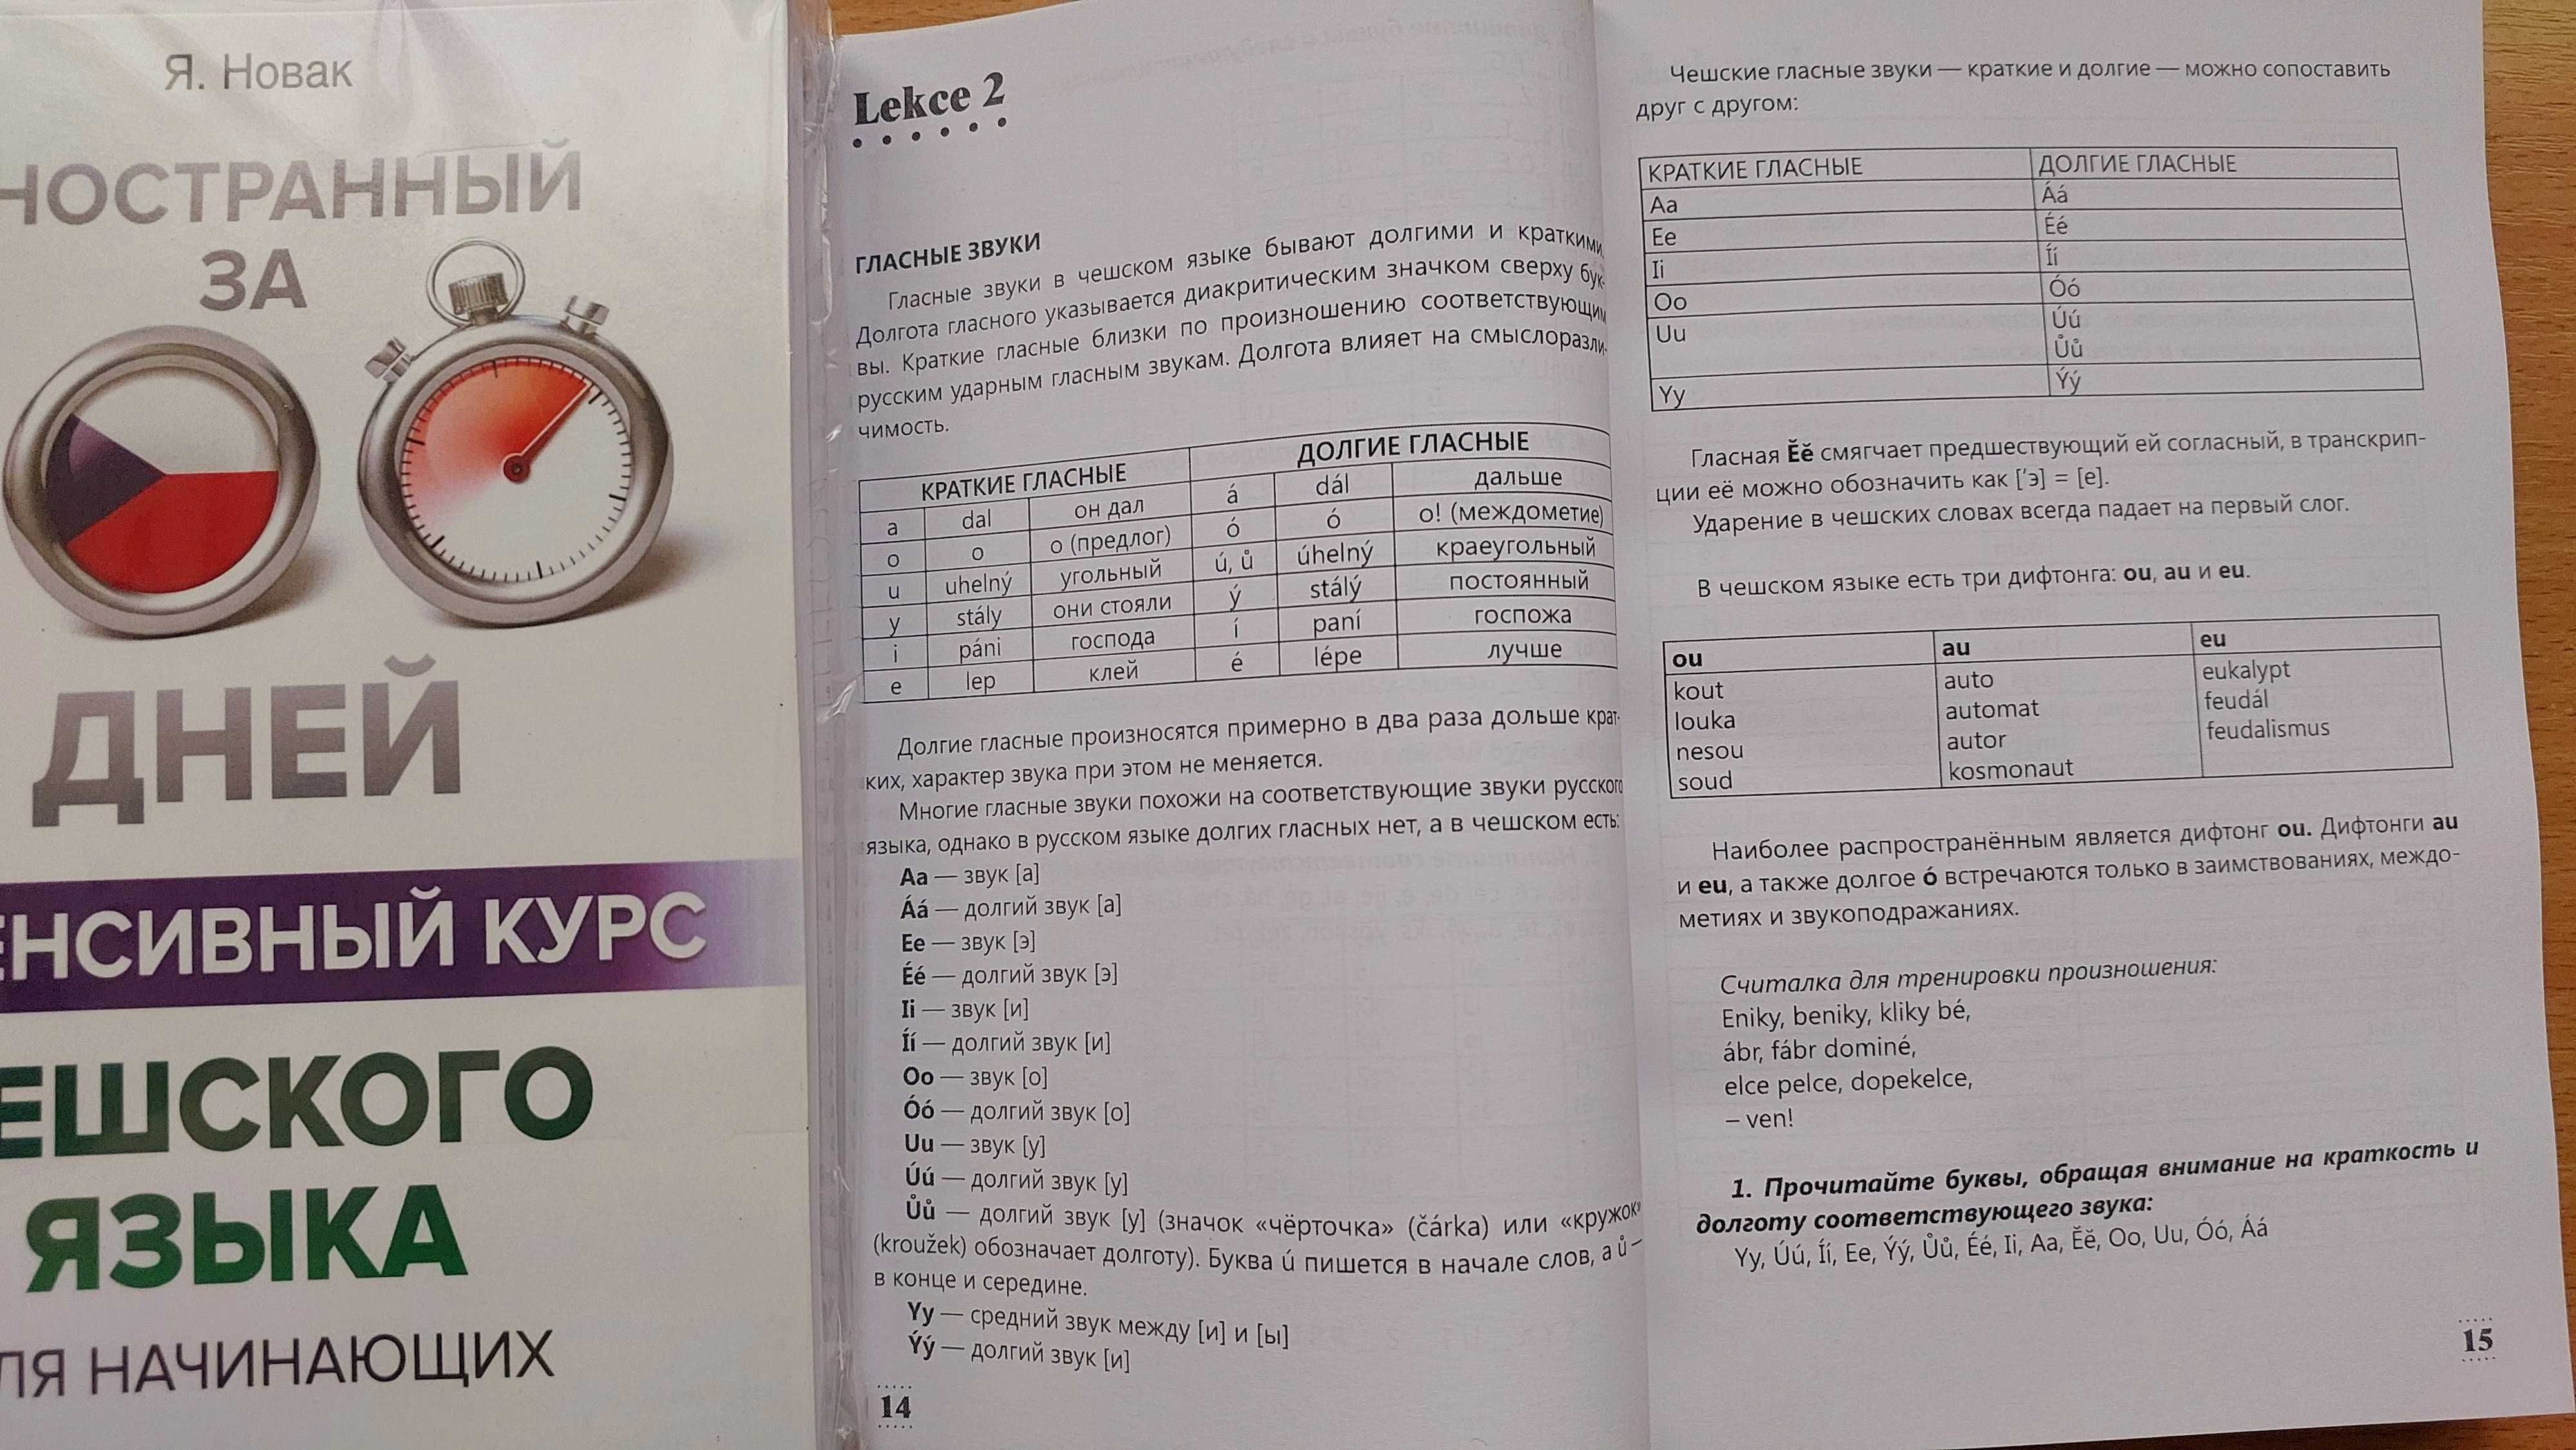 Я. Новак
НОСТРАННЫЙ
ЗА
ДНЕЙ
ЕНСИВНЫЙ КУРС
ЕШСКОГО
ЯЗЫКА
ЛЯ НАЧИНАЮЩИХ
Lekce 2
ГЛАСНЫЕ ЗВУКИ
Гласные звуки в чешском языке бывают долгими и краткими
Долгота гласного указывается диакритическим значком сверху бук-
вы. Краткие гласные близки по произношению соответствующим
русским ударным гласным звукам. Долгота влияет на смыслоразли-
чимость.
КРАТКИЕ ГЛАСНЫЕ ДОЛГИЕ ГЛАСНЫЕ
a dal он дал á dál дальше
o o о (предлог) ó ó о! (междометие)
u uhelný угольный ú, ů úhelný краеугольный
y stály они стояли ý stálý постоянный
i páni господа í paní госпожа
e lep клей é lépe лучше
Долгие гласные произносятся примерно в два раза дольше крат-
ких, характер звука при этом не меняется.
Многие гласные звуки похожи на соответствующие звуки русского
языка, однако в русском языке долгих гласных нет, а в чешском есть:
Aa — звук [а]
Áá — долгий звук [а]
Ee — звук [э]
Éé — долгий звук [э]
Ii — звук [и]
Íí — долгий звук [и]
Oo — звук [о]
Óó — долгий звук [о]
Uu — звук [у]
Úú — долгий звук [у]
Ůů — долгий звук [у] (значок «чёрточка» (čárka) или «кружок»
(kroužek) обозначает долготу). Буква ú пишется в начале слов, а ů —
в конце и середине.
Yy — средний звук между [и] и [ы]
Ýý — долгий звук [и]
14
Чешские гласные звуки — краткие и долгие — можно сопоставить
друг с другом:
КРАТКИЕ ГЛАСНЫЕ ДОЛГИЕ ГЛАСНЫЕ
Aa Áá
Ee Éé
Ii Íí
Oo Óó
Uu Úú
Ůů
Yy Ýý
Гласная Ěě смягчает предшествующий ей согласный, в транскрип-
ции её можно обозначить как [’э] = [е].
Ударение в чешских словах всегда падает на первый слог.
В чешском языке есть три дифтонга: ou, au и eu.
ou au eu
kout auto eukalypt
louka automat feudál
nesou autor feudalismus
soud kosmonaut
Наиболее распространённым является дифтонг ou. Дифтонги au
и eu, а также долгое ó встречаются только в заимствованиях, междо-
метиях и звукоподражаниях.
Считалка для тренировки произношения:
Eniky, beniky, kliky bé,
ábr, fábr dominé,
elce pelce, dopekelce,
– ven!
1. Прочитайте буквы, обращая внимание на краткость и
долготу соответствующего звука:
Yy, Úú, Íí, Ee, Ýý, Ůů, Éé, Ii, Aa, Ěě, Oo, Uu, Óó, Áá
15